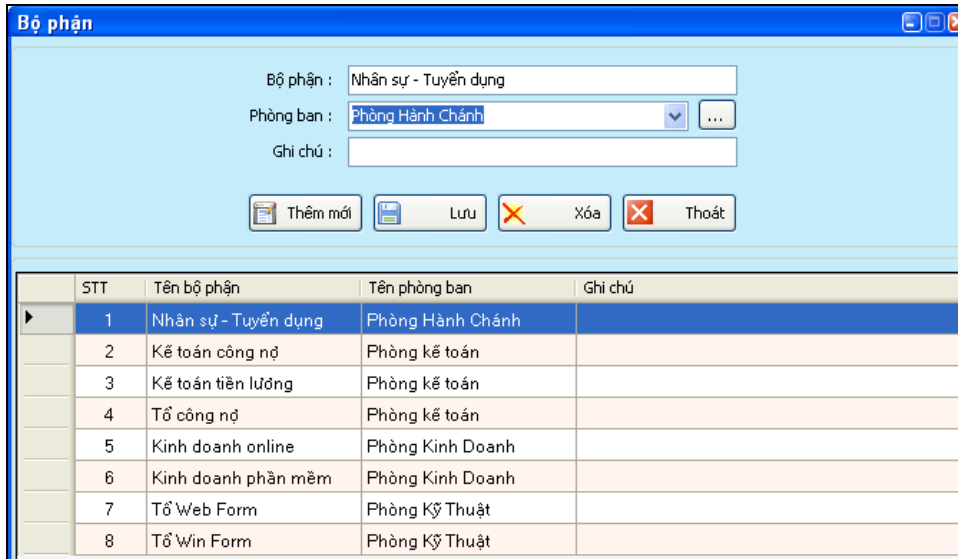 Bộ phận
Bộ phận : Nhân sự - Tuyển dụng
Phòng ban : Phòng Hành Chánh ...
Ghi chú :
Thêm mới Lưu Xóa Thoát
STT Tên bộ phận Tên phòng ban Ghi chú
1 Nhân sự - Tuyển dụng Phòng Hành Chánh
2 Kế toán công nợ Phòng kế toán
3 Kế toán tiền lương Phòng kế toán
4 Tổ công nợ Phòng kế toán
5 Kinh doanh online Phòng Kinh Doanh
6 Kinh doanh phần mềm Phòng Kinh Doanh
7 Tổ Web Form Phòng Kỹ Thuật
8 Tổ Win Form Phòng Kỹ Thuật